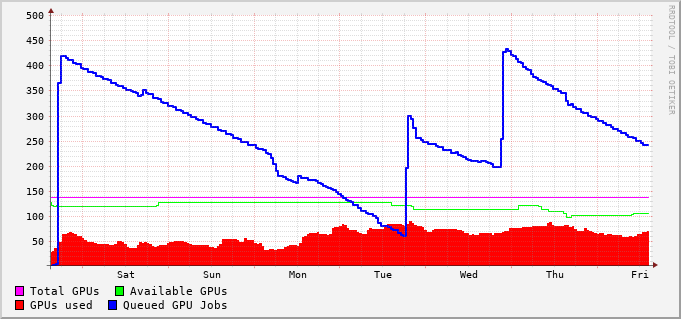 500
450
400
350
300
250
200
150
100
50
Sat Sun Mon Tue Wed Thu Fri
Total GPUs Available GPUs
GPUs used Queued GPU Jobs
RRDTOOL / TOBI OETIKER